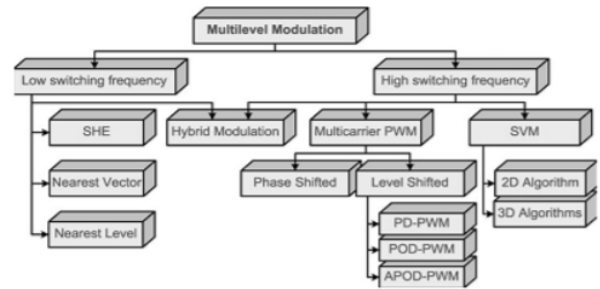 Multilevel Modulation
Low switching frequency
High switching frequency
SHE
Hybrid Modulation
Multicarrier PWM
SVM
Nearest Vector
Phase Shifted
Level Shifted
2D Algorithm
Nearest Level
PD-PWM
3D Algorithms
POD-PWM
APOD-PWM